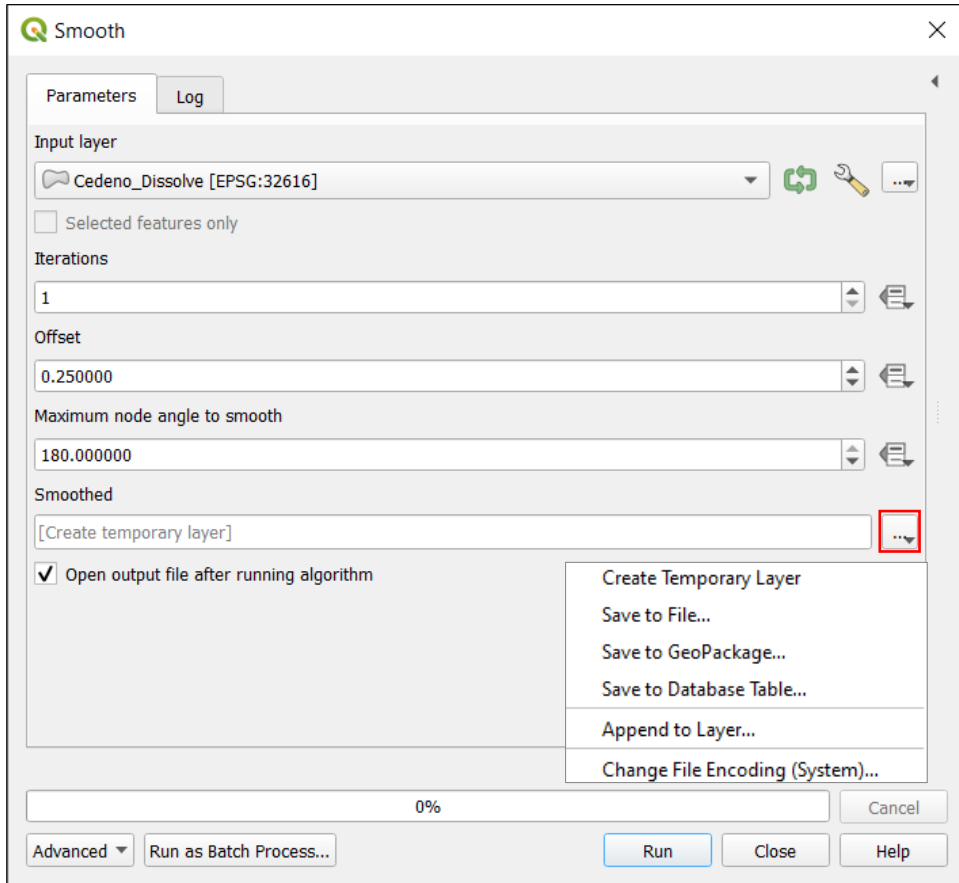 Smooth
Parameters
Log
Input layer
Cedeno_Dissolve [EPSG:32616]
...
Selected features only
Iterations
1
Offset
0.250000
Maximum node angle to smooth
180.000000
Smoothed
[Create temporary layer]
...
Open output file after running algorithm
Create Temporary Layer
Save to File...
Save to GeoPackage...
Save to Database Table...
Append to Layer...
Change File Encoding (System)...
0%
Cancel
Advanced
Run as Batch Process...
Run
Close
Help